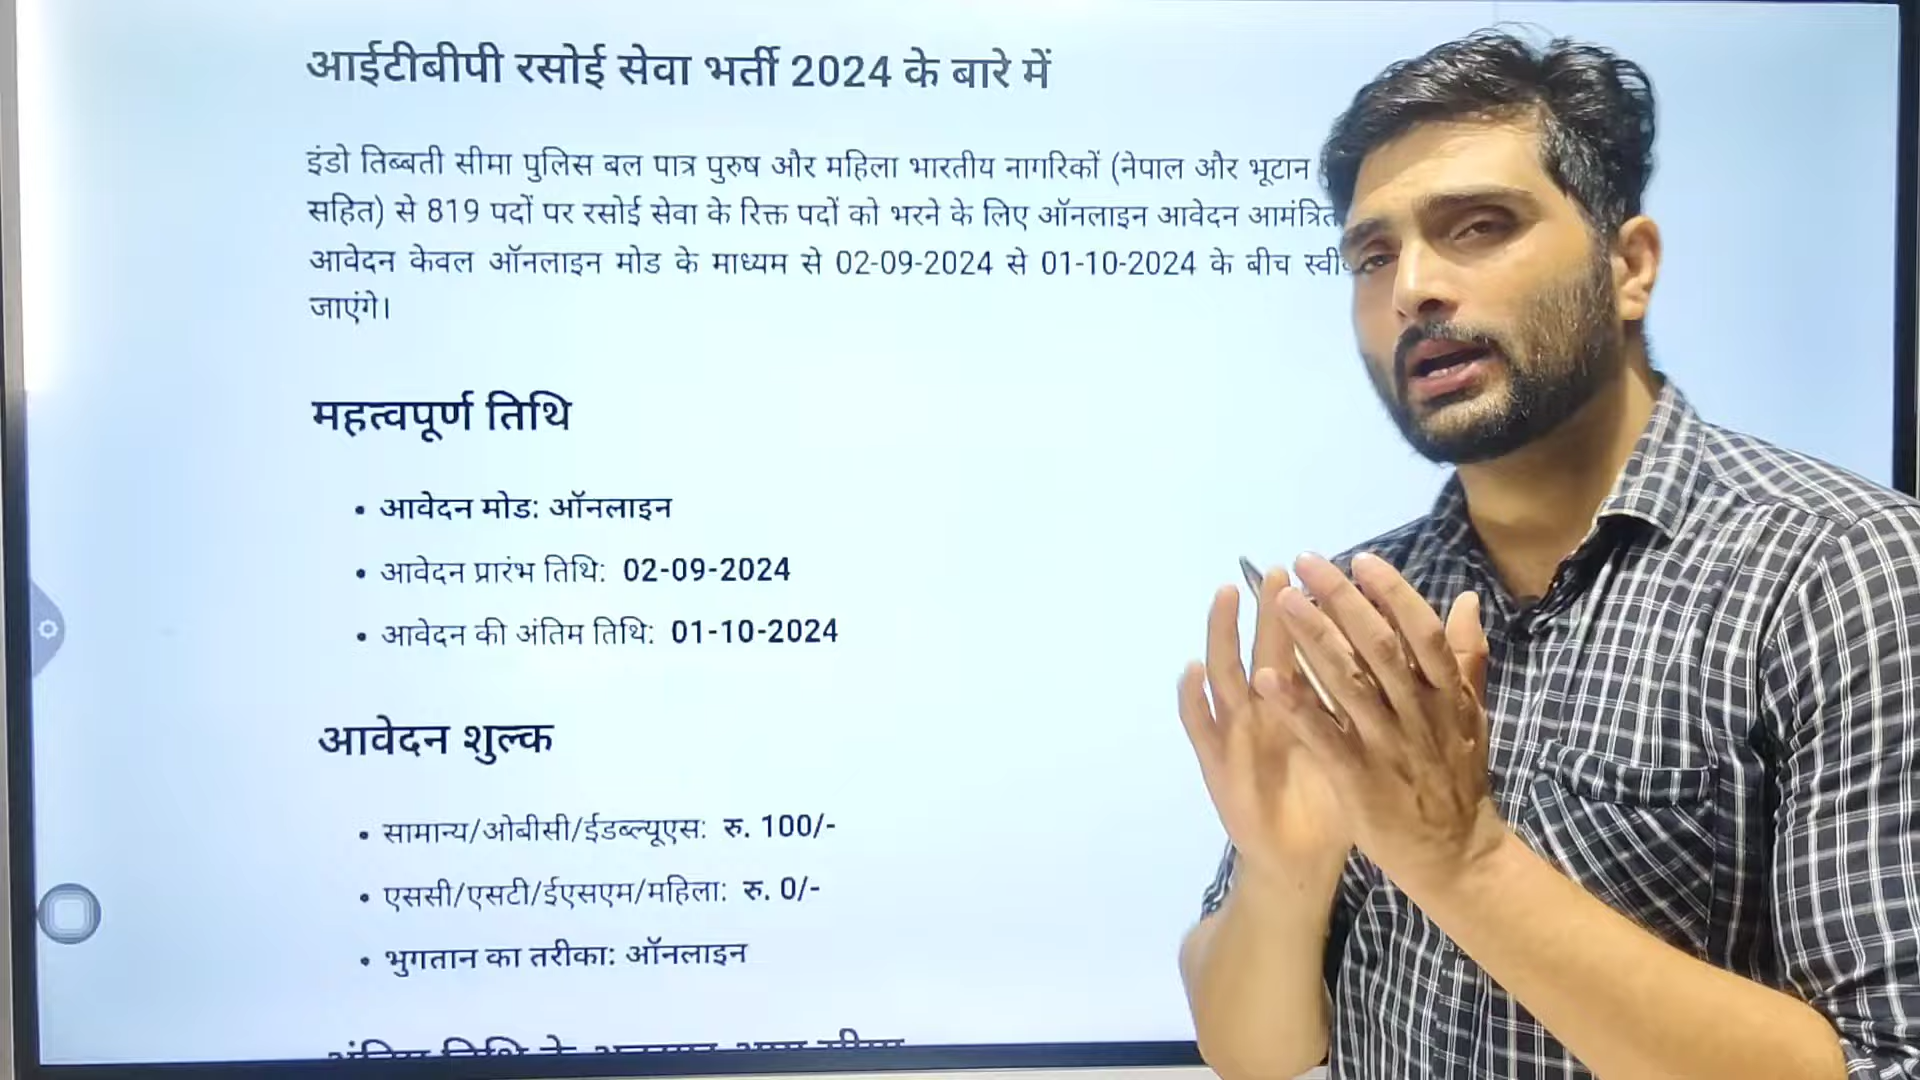 आईटीबीपी रसोई सेवा भर्ती 2024 के बारे में
इंडो तिब्बती सीमा पुलिस बल पात्र पुरुष और महिला भारतीय नागरिकों (नेपाल और भूटान
सहित) से 819 पदों पर रसोई सेवा के रिक्त पदों को भरने के लिए ऑनलाइन आवेदन आमंत्रित
आवेदन केवल ऑनलाइन मोड के माध्यम से 02-09-2024 से 01-10-2024 के बीच
जाएंगे।
महत्वपूर्ण तिथि
• आवेदन मोड: ऑनलाइन
• आवेदन प्रारंभ तिथि: 02-09-2024
• आवेदन की अंतिम तिथि: 01-10-2024
आवेदन शुल्क
• सामान्य/ओबीसी/ईडब्ल्यूएस: रु. 100/-
• एससी/एसटी/ईएसएम/महिला: रु. 0/-
• भुगतान का तरीका: ऑनलाइन